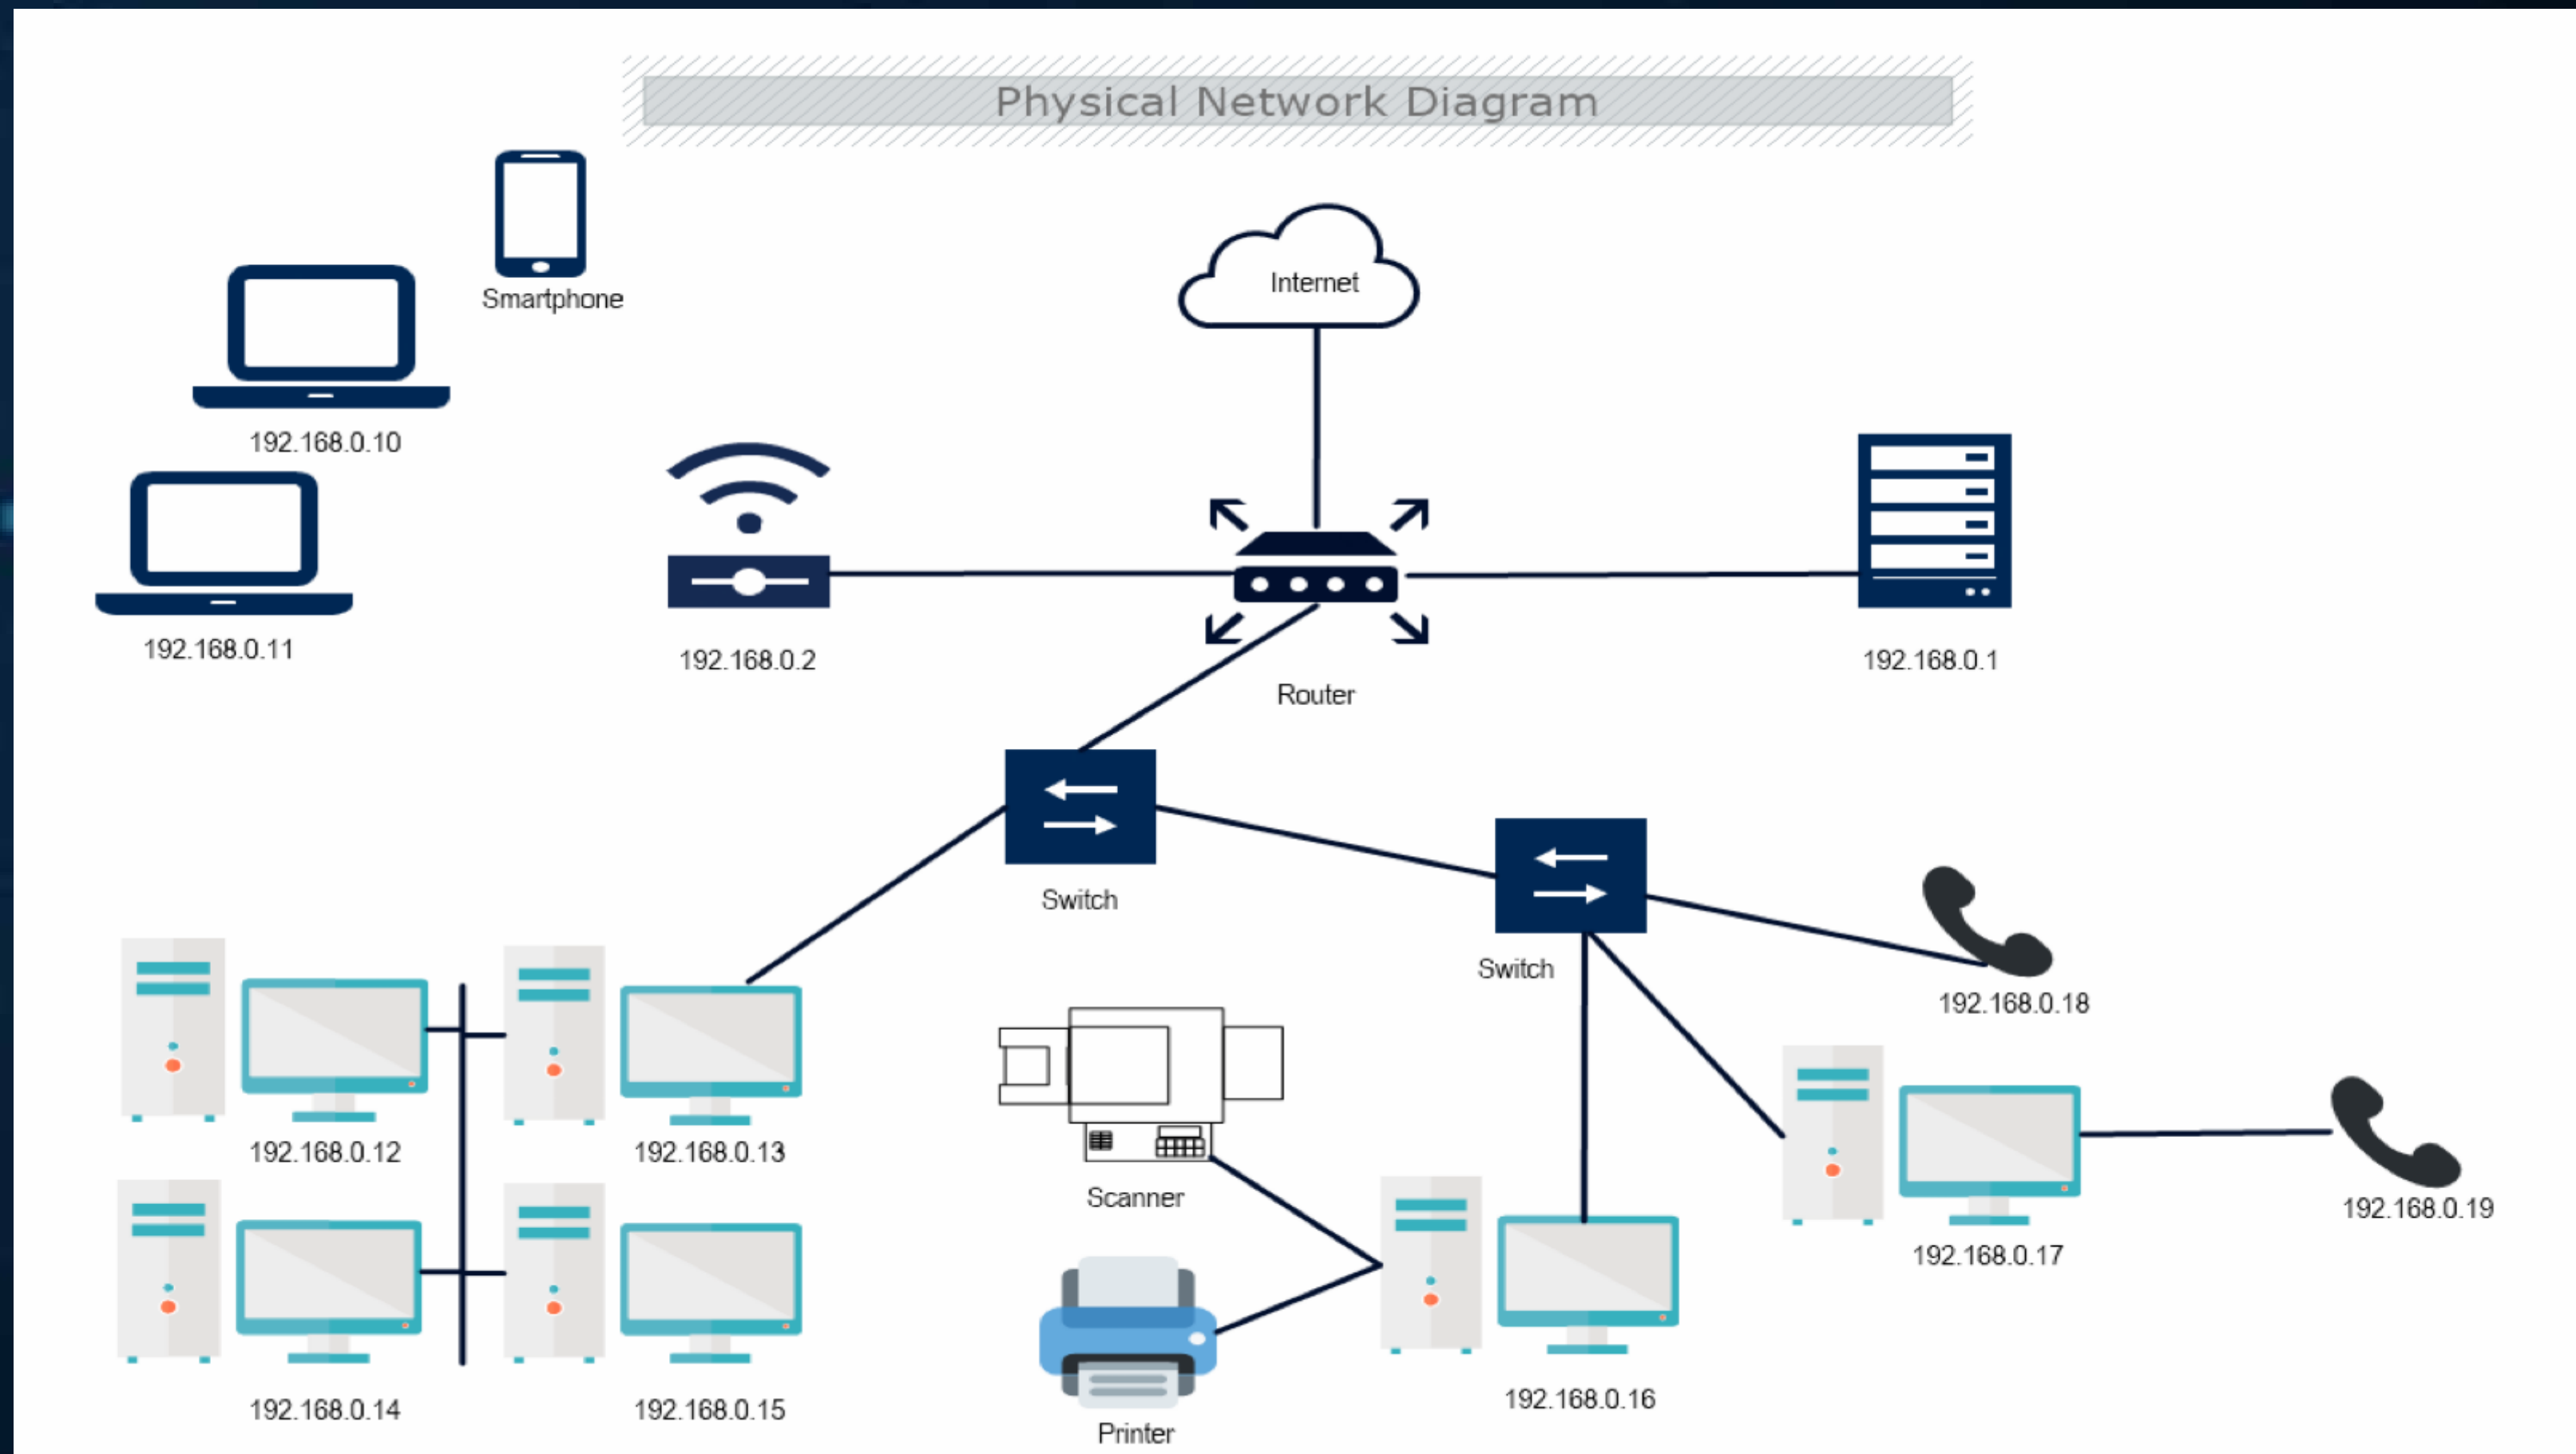 Physical Network Diagram
Smartphone
Internet
192.168.0.10
192.168.0.11
192.168.0.2
192.168.0.1
Router
Switch
Switch
192.168.0.18
192.168.0.12
192.168.0.13
Scanner
192.168.0.19
192.168.0.17
192.168.0.14
192.168.0.15
192.168.0.16
Printer